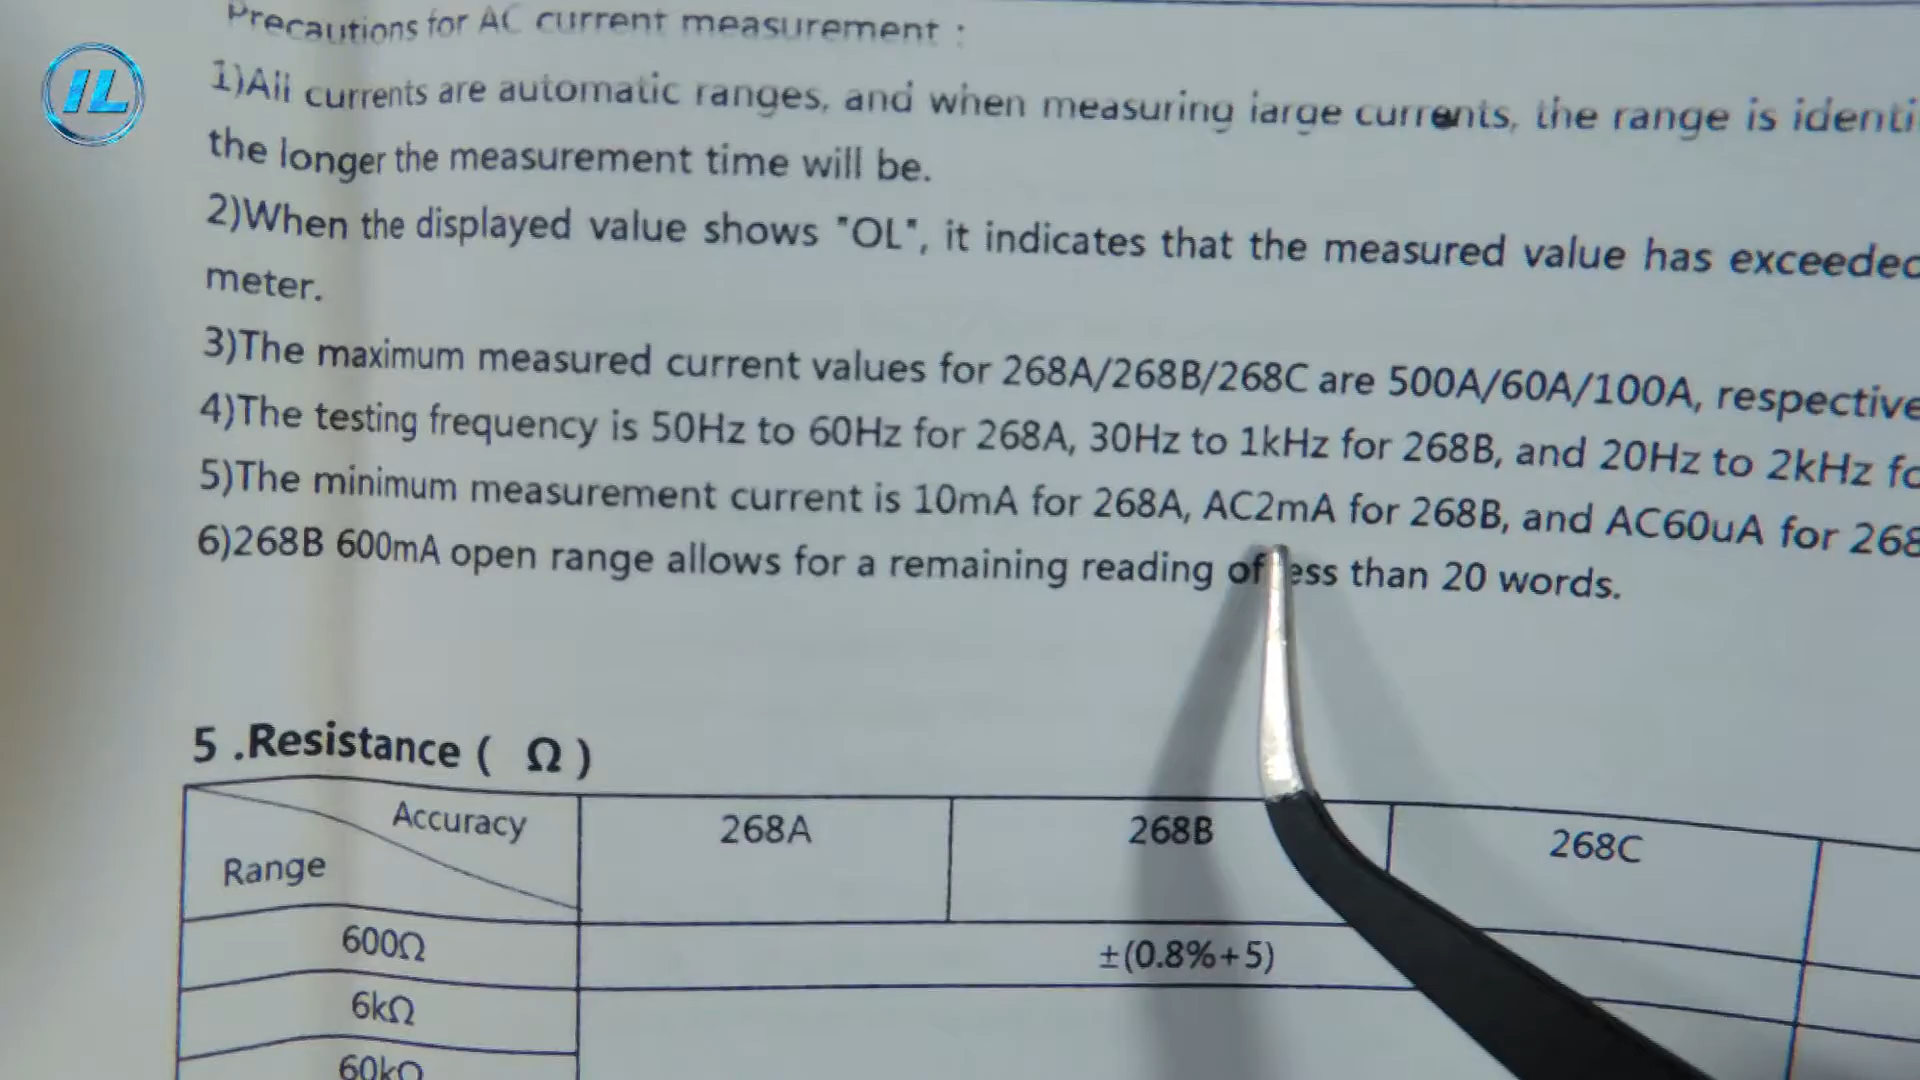 IL
Precautions for AC current measurement :
1)All currents are automatic ranges, and when measuring large currents, the range is identi
the longer the measurement time will be.
2)When the displayed value shows "OL", it indicates that the measured value has exceeded
meter.
3)The maximum measured current values for 268A/268B/268C are 500A/60A/100A, respective
4)The testing frequency is 50Hz to 60Hz for 268A, 30Hz to 1kHz for 268B, and 20Hz to 2kHz fo
5)The minimum measurement current is 10mA for 268A, AC2mA for 268B, and AC60uA for 268
6)268B 600mA open range allows for a remaining reading of ess than 20 words.
5 .Resistance ( Ω )
Accuracy
Range
268A 268B 268C
600Ω ±(0.8%+5)
6kΩ
60kΩ